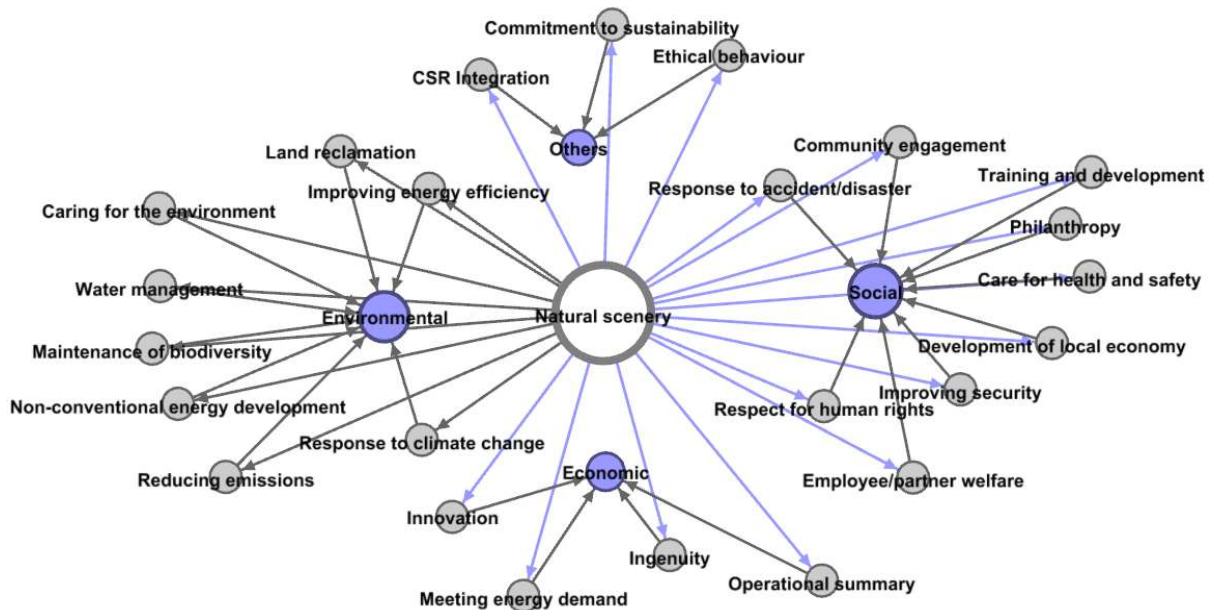 Commitment to sustainability
Ethical behaviour
CSR Integration
Others
Land reclamation
Community engagement
Improving energy efficiency
Response to accident/disaster
Training and development
Caring for the environment
Philanthropy
Water management
Care for health and safety
Social
Environmental
Natural scenery
Maintenance of biodiversity
Development of local economy
Improving security
Non-conventional energy development
Respect for human rights
Response to climate change
Reducing emissions
Economic
Employee/partner welfare
Innovation
Ingenuity
Operational summary
Meeting energy demand